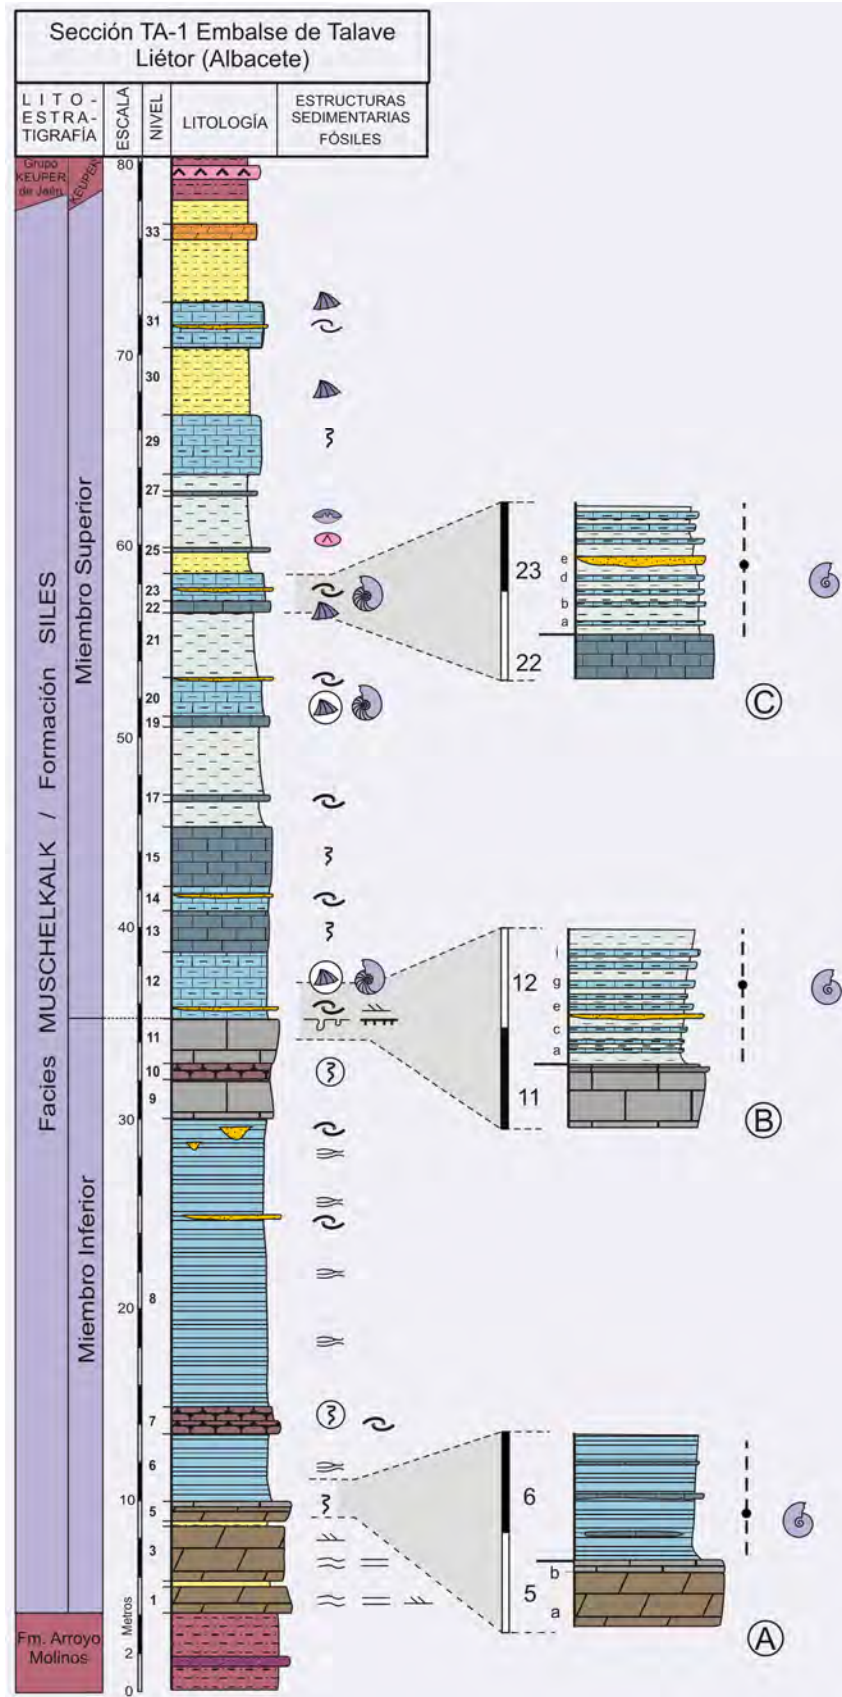 Sección TA-1 Embalse de Talave
Liétor (Albacete)
LITO-
ESTRA-
TIGRAFÍA
ESCALA
NIVEL
LITOLOGÍA
ESTRUCTURAS
SEDIMENTARIAS
FÓSILES
Grupo
KEUPER
de Jaén
KEUPER
Facies MUSCHELKALK / Formación SILES
Miembro Superior
Miembro Inferior
Fm. Arroyo
Molinos
80
70
60
50
40
30
20
10
Metros
2
0
33
31
30
29
27
25
23
22
21
20
19
17
15
14
13
12
11
10
9
8
7
6
5
3
1
23
22
e
d
b
a
C
12
11
g
e
c
a
B
6
5
b
a
A